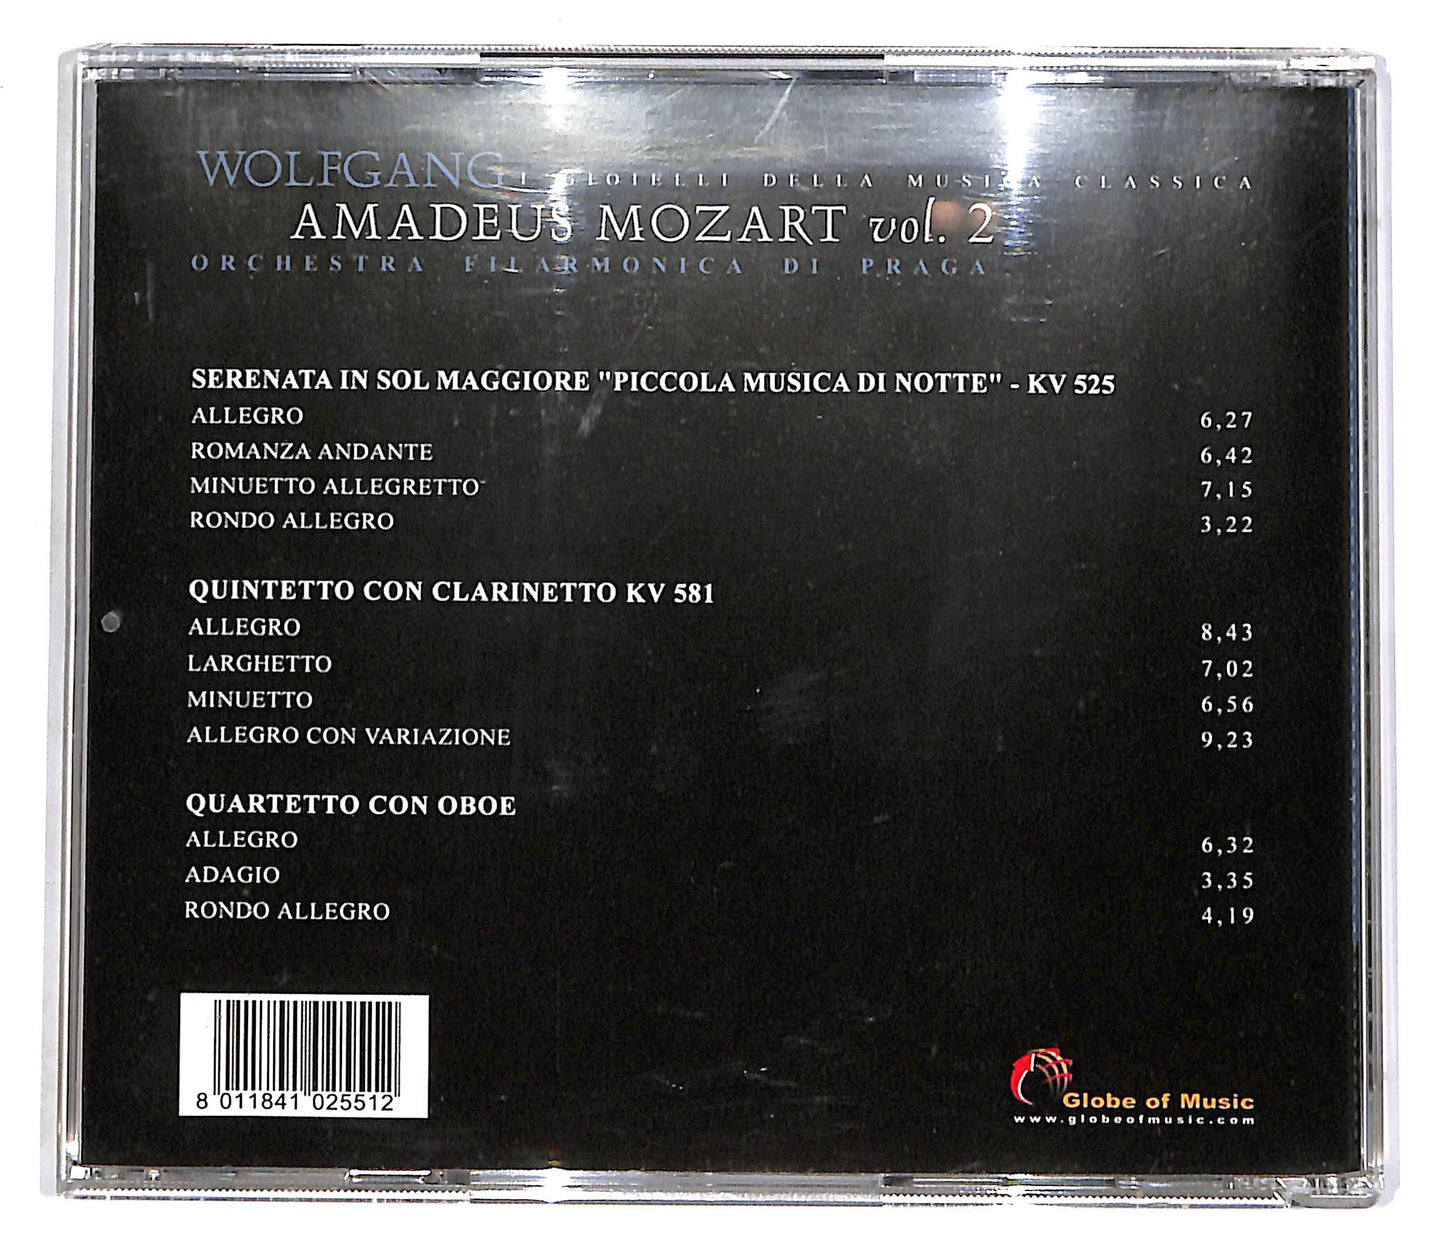 WOLFGANG I GIOIELLI DELLA MUSICA CLASSICA
AMADEUS MOZART vol. 2
ORCHESTRA FILARMONICA DI PRAGA
SERENATA IN SOL MAGGIORE "PICCOLA MUSICA DI NOTTE" - KV 525
ALLEGRO 6,27
ROMANZA ANDANTE 6,42
MINUETTO ALLEGRETTO 7,15
RONDO ALLEGRO 3,22
QUINTETTO CON CLARINETTO KV 581
ALLEGRO 8,43
LARGHETTO 7,02
MINUETTO 6,56
ALLEGRO CON VARIAZIONE 9,23
QUARTETTO CON OBOE
ALLEGRO 6,32
ADAGIO 3,35
RONDO ALLEGRO 4,19
8 011841 025512
Globe of Music
www.globeofmusic.com